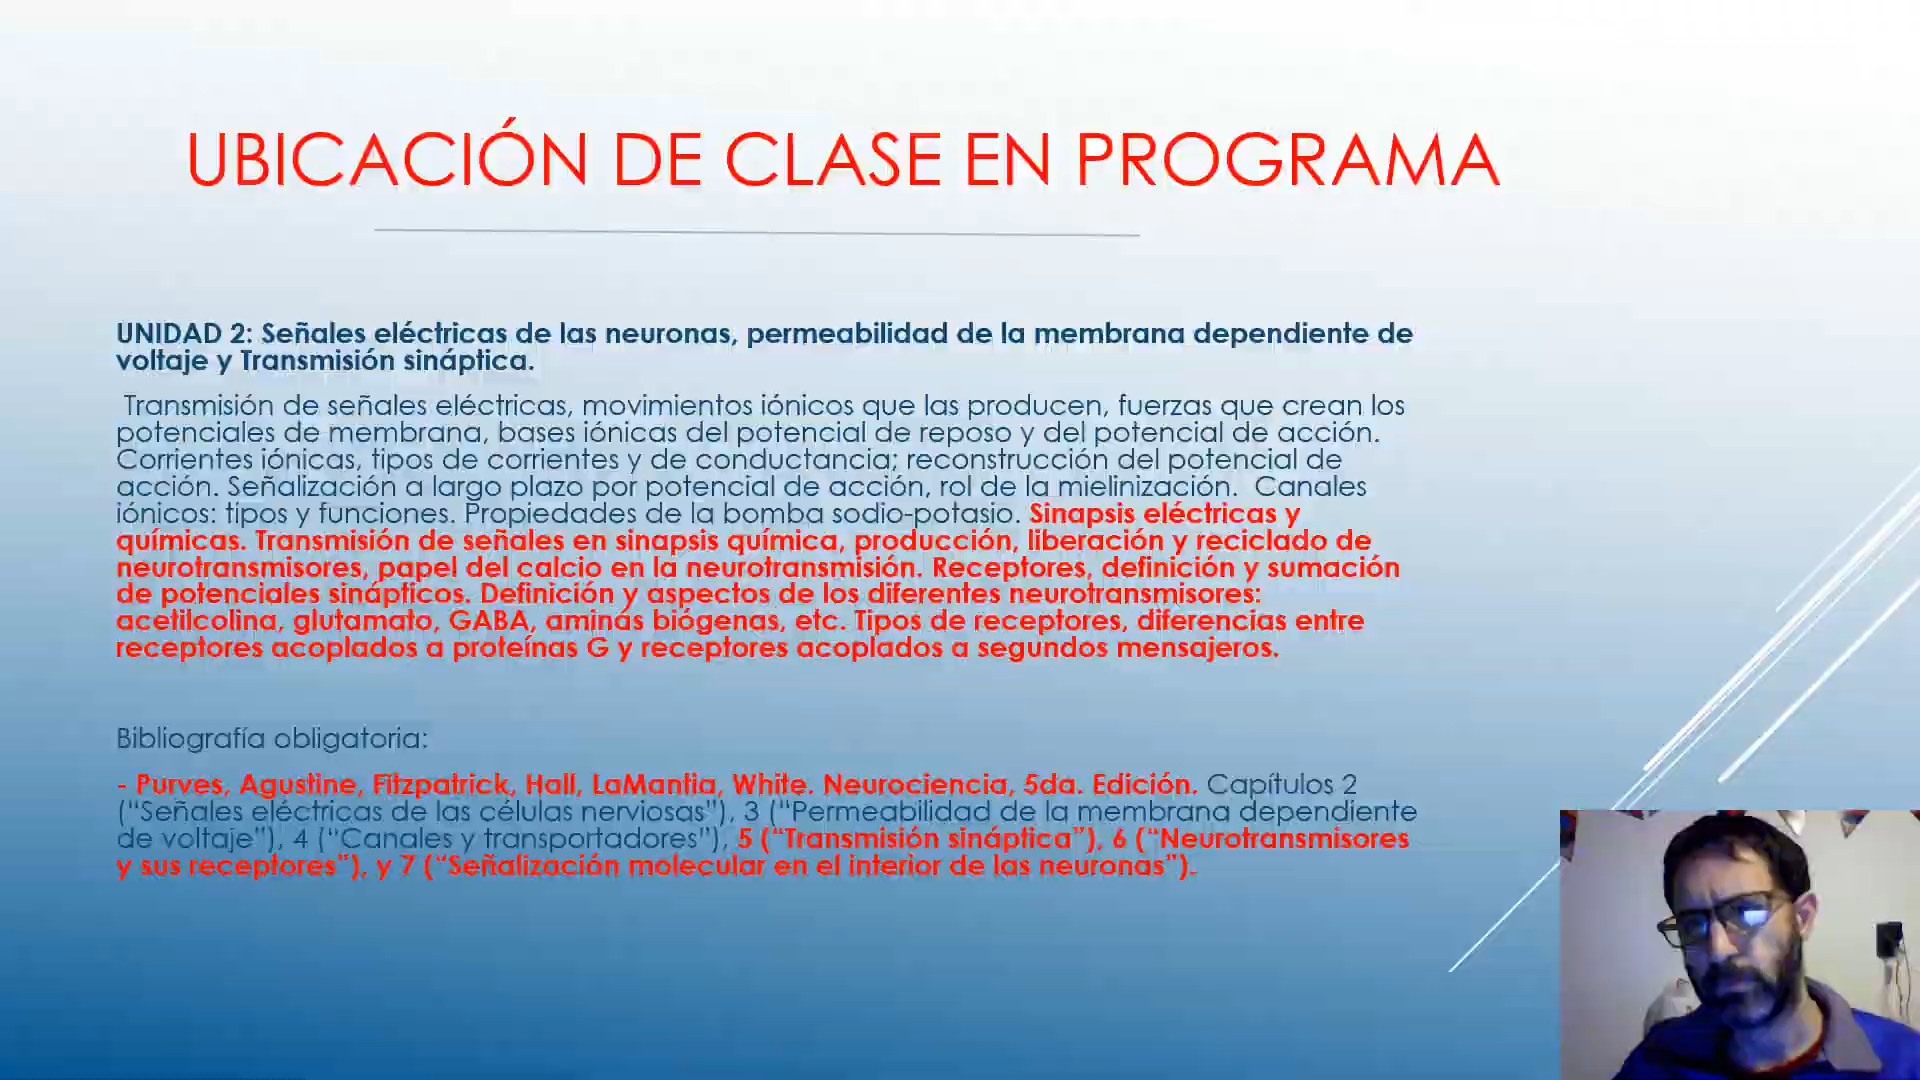 UBICACIÓN DE CLASE EN PROGRAMA
UNIDAD 2: Señales eléctricas de las neuronas, permeabilidad de la membrana dependiente de
voltaje y Transmisión sináptica.
Transmisión de señales eléctricas, movimientos iónicos que las producen, fuerzas que crean los
potenciales de membrana, bases iónicas del potencial de reposo y del potencial de acción.
Corrientes iónicas, tipos de corrientes y de conductancia; reconstrucción del potencial de
acción. Señalización a largo plazo por potencial de acción, rol de la mielinización. Canales
iónicos: tipos y funciones. Propiedades de la bomba sodio-potasio. Sinapsis eléctricas y
químicas. Transmisión de señales en sinapsis química, producción, liberación y reciclado de
neurotransmisores, papel del calcio en la neurotransmisión. Receptores, definición y sumación
de potenciales sinápticos. Definición y aspectos de los diferentes neurotransmisores:
acetilcolina, glutamato, GABA, aminas biógenas, etc. Tipos de receptores, diferencias entre
receptores acoplados a proteínas G y receptores acoplados a segundos mensajeros.
Bibliografía obligatoria:
- Purves, Agustine, Fitzpatrick, Hall, LaMantia, White. Neurociencia, 5da. Edición. Capítulos 2
(“Señales eléctricas de las células nerviosas”), 3 (“Permeabilidad de la membrana dependiente
de voltaje”), 4 (“Canales y transportadores”), 5 (“Transmisión sináptica”), 6 (“Neurotransmisores
y sus receptores”), y 7 (“Señalización molecular en el interior de las neuronas”).